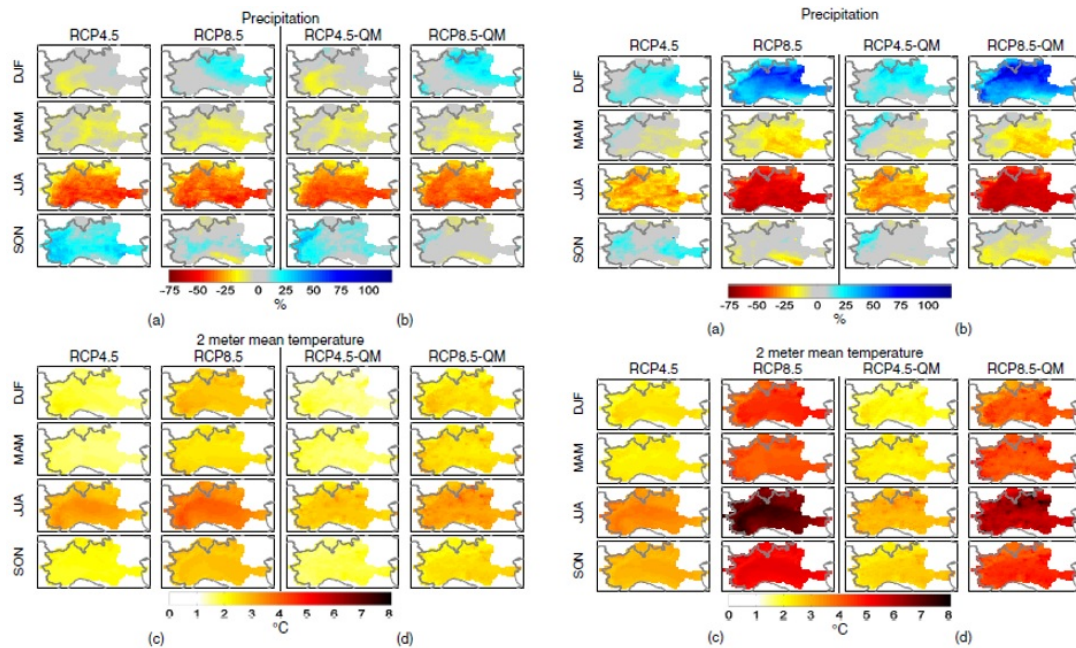 Precipitation
RCP4.5 RCP8.5 RCP4.5-QM RCP8.5-QM
DJF
MAM
JJA
SON
-75 -50 -25 0 25 50 75 100
%
(a) (b)
2 meter mean temperature
RCP4.5 RCP8.5 RCP4.5-QM RCP8.5-QM
DJF
MAM
JJA
SON
0 1 2 3 4 5 6 7 8
°C
(c) (d)
Precipitation
RCP4.5 RCP8.5 RCP4.5-QM RCP8.5-QM
DJF
MAM
JJA
SON
-75 -50 -25 0 25 50 75 100
%
(a) (b)
2 meter mean temperature
RCP4.5 RCP8.5 RCP4.5-QM RCP8.5-QM
DJF
MAM
JJA
SON
0 1 2 3 4 5 6 7 8
°C
(c) (d)